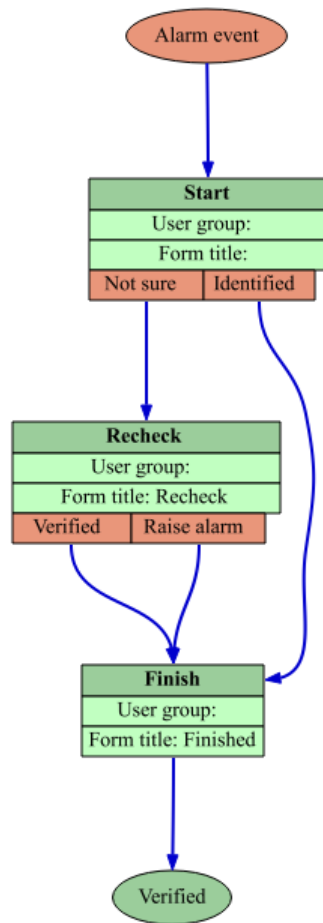 Alarm event
Start
User group:
Form title:
Not sure Identified
Recheck
User group:
Form title: Recheck
Verified Raise alarm
Finish
User group:
Form title: Finished
Verified